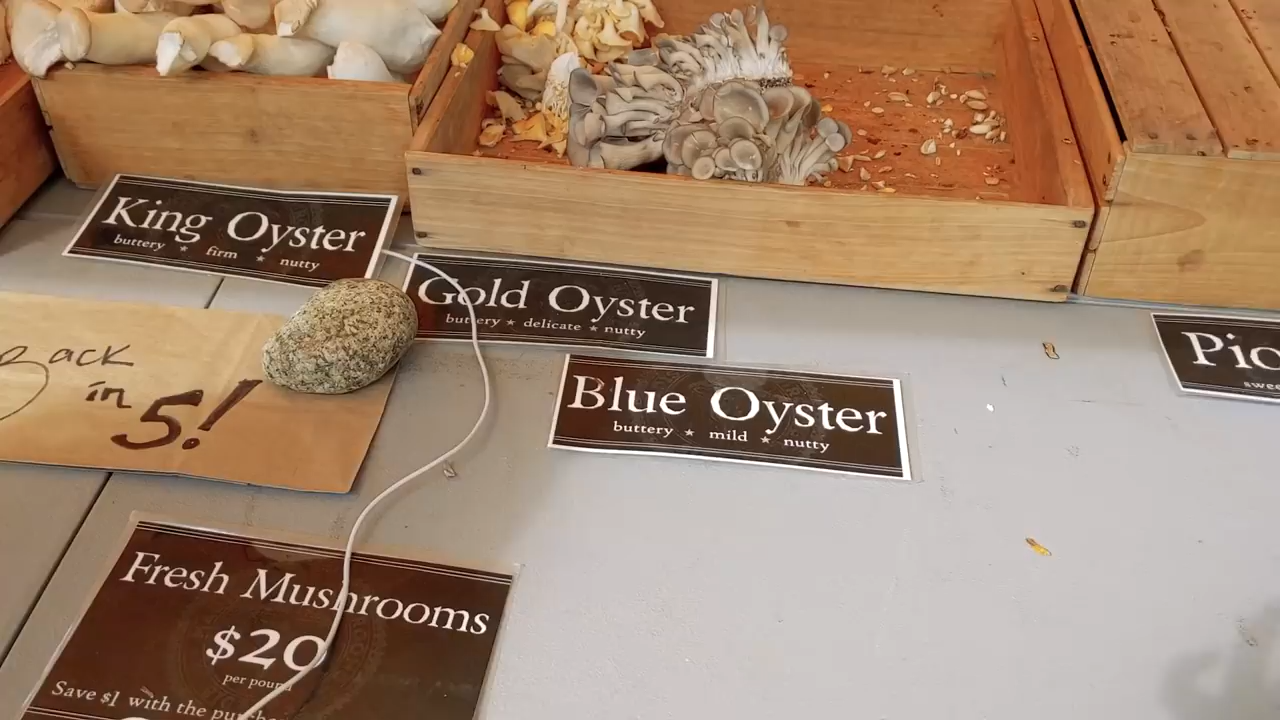 King Oyster
buttery ★ firm ★ nutty
Gold Oyster
buttery ★ delicate ★ nutty
Blue Oyster
buttery ★ mild ★ nutty
Back
in 5!
Fresh Mushrooms
$20
per pound
Save $1 with the